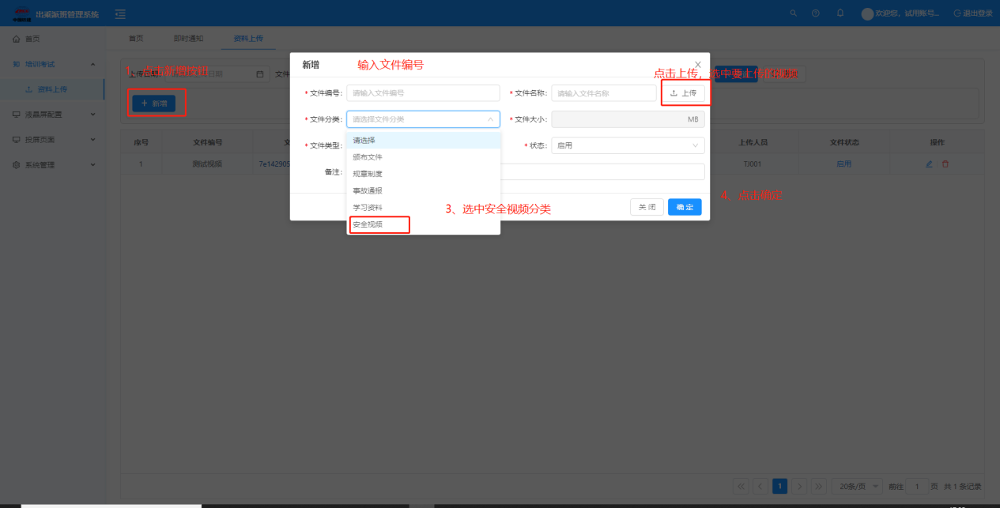 出乘派班管理系统
欢迎您，试用账号... 退出登录
首页
培训考试
资料上传
液晶屏配置
投屏页面
系统管理
首页 即时通知 资料上传
上传日期:
1、点击新增按钮
日期
文件
+ 新增
序号 文件编号 上传人员 文件状态 操作
1 测试视频 7e142905 TJ001 启用
新增
输入文件编号
点击上传，选中要上传的视频
* 文件编号: 请输入文件编号 * 文件名称: 请输入文件名称 上传
* 文件分类: 请选择文件分类 * 文件大小: MB
* 文件类型: * 状态: 启用
备注:
请选择
颁布文件
规章制度
事故通报
学习资料
安全视频
3、选中安全视频分类
关 闭 确 定
4、点击确定
1 20条/页 前往 1 页 共 1 条记录